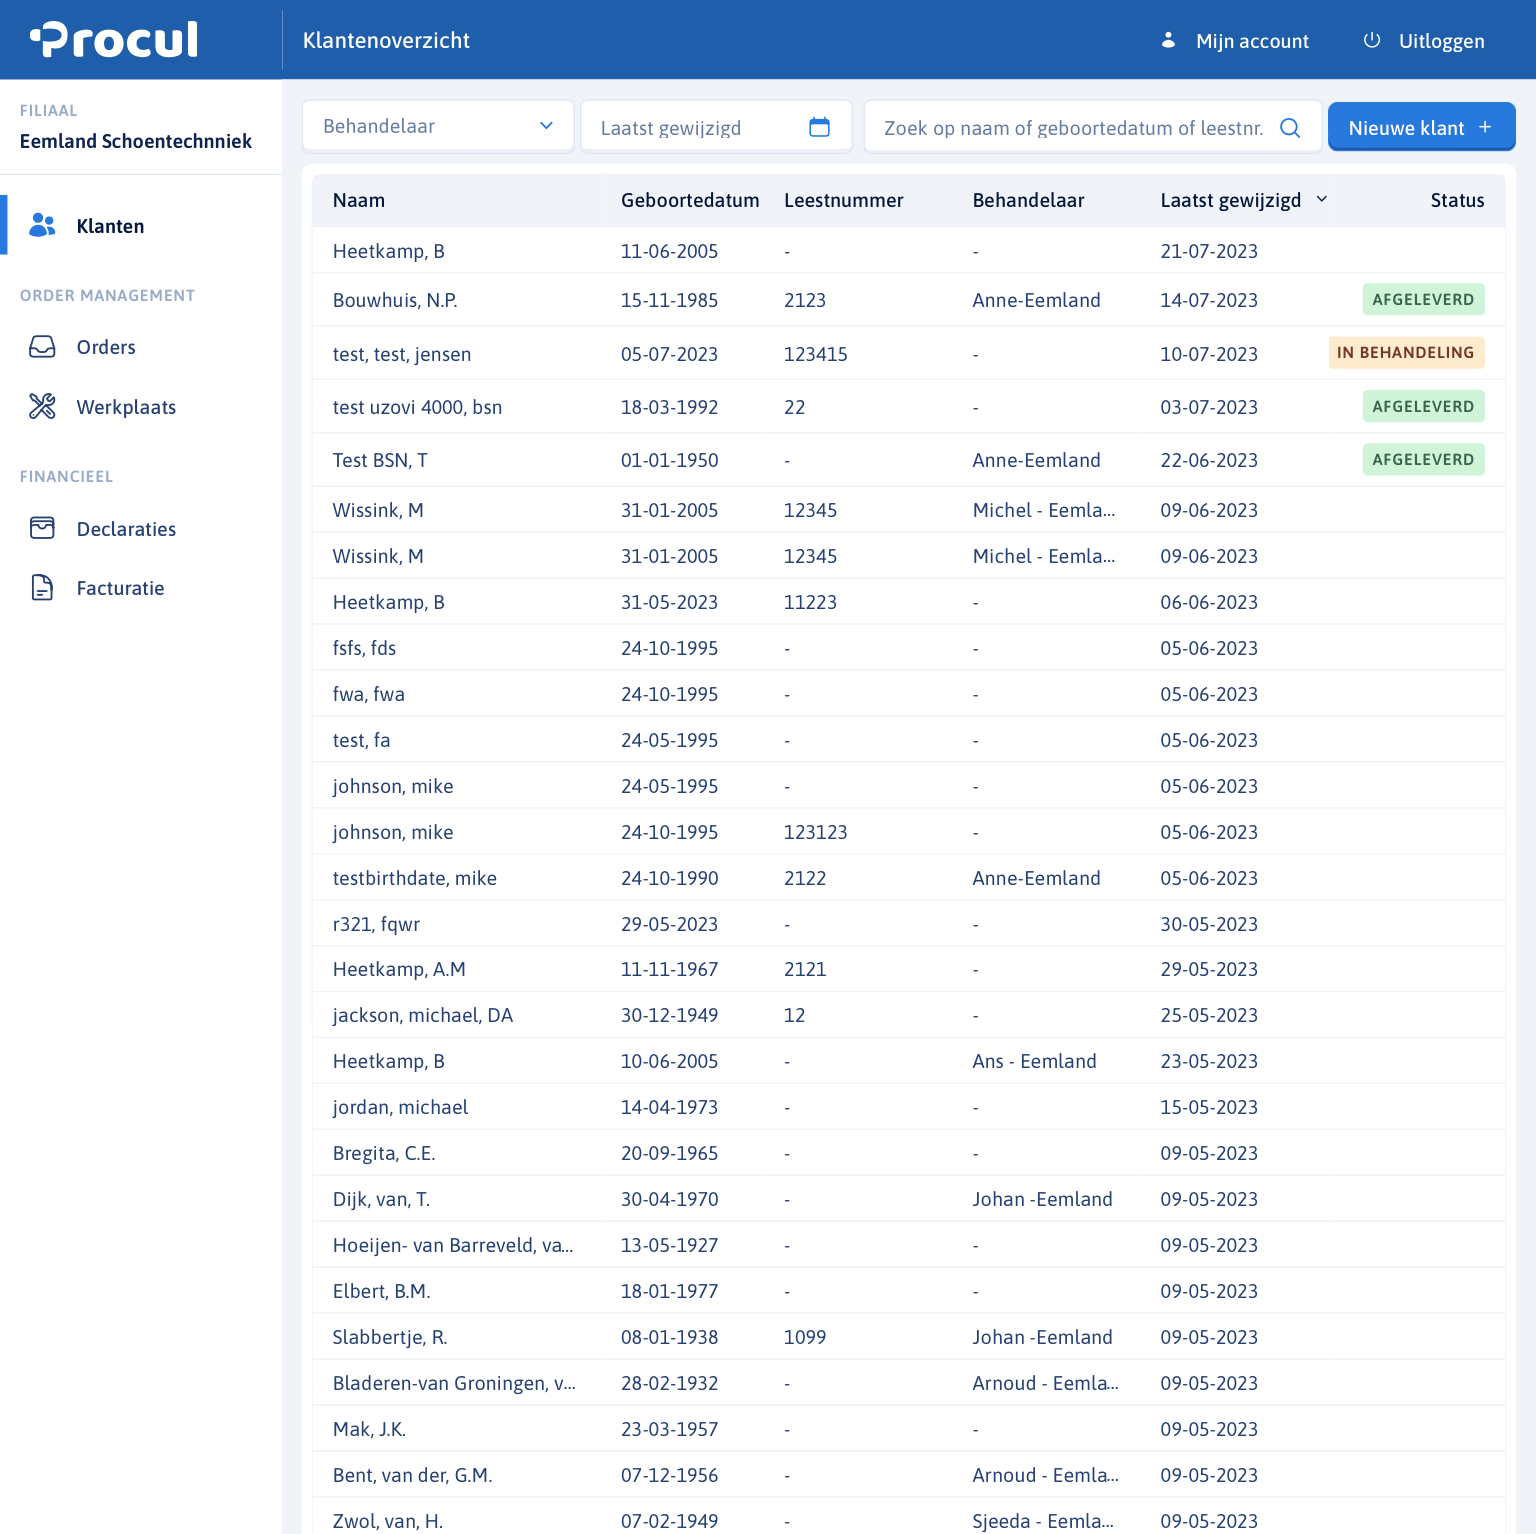 Procul
Klantenoverzicht
Mijn account
Uitloggen
FILIAAL
Eemland Schoentechnniek
Klanten
ORDER MANAGEMENT
Orders
Werkplaats
FINANCIEEL
Declaraties
Facturatie
Behandelaar
Laatst gewijzigd
Zoek op naam of geboortedatum of leestnr.
Nieuwe klant +
Naam Geboortedatum Leestnummer Behandelaar Laatst gewijzigd Status
Heetkamp, B 11-06-2005 - - 21-07-2023
Bouwhuis, N.P. 15-11-1985 2123 Anne-Eemland 14-07-2023 AFGELEVERD
test, test, jensen 05-07-2023 123415 - 10-07-2023 IN BEHANDELING
test uzovi 4000, bsn 18-03-1992 22 - 03-07-2023 AFGELEVERD
Test BSN, T 01-01-1950 - Anne-Eemland 22-06-2023 AFGELEVERD
Wissink, M 31-01-2005 12345 Michel - Eemla... 09-06-2023
Wissink, M 31-01-2005 12345 Michel - Eemla... 09-06-2023
Heetkamp, B 31-05-2023 11223 - 06-06-2023
fsfs, fds 24-10-1995 - - 05-06-2023
fwa, fwa 24-10-1995 - - 05-06-2023
test, fa 24-05-1995 - - 05-06-2023
johnson, mike 24-05-1995 - - 05-06-2023
johnson, mike 24-10-1995 123123 - 05-06-2023
testbirthdate, mike 24-10-1990 2122 Anne-Eemland 05-06-2023
r321, fqwr 29-05-2023 - - 30-05-2023
Heetkamp, A.M 11-11-1967 2121 - 29-05-2023
jackson, michael, DA 30-12-1949 12 - 25-05-2023
Heetkamp, B 10-06-2005 - Ans - Eemland 23-05-2023
jordan, michael 14-04-1973 - - 15-05-2023
Bregita, C.E. 20-09-1965 - - 09-05-2023
Dijk, van, T. 30-04-1970 - Johan -Eemland 09-05-2023
Hoeijen- van Barreveld, va... 13-05-1927 - - 09-05-2023
Elbert, B.M. 18-01-1977 - - 09-05-2023
Slabbertje, R. 08-01-1938 1099 Johan -Eemland 09-05-2023
Bladeren-van Groningen, v... 28-02-1932 - Arnoud - Eemla... 09-05-2023
Mak, J.K. 23-03-1957 - - 09-05-2023
Bent, van der, G.M. 07-12-1956 - Arnoud - Eemla... 09-05-2023
Zwol, van, H. 07-02-1949 - Sjeeda - Eemla... 09-05-2023